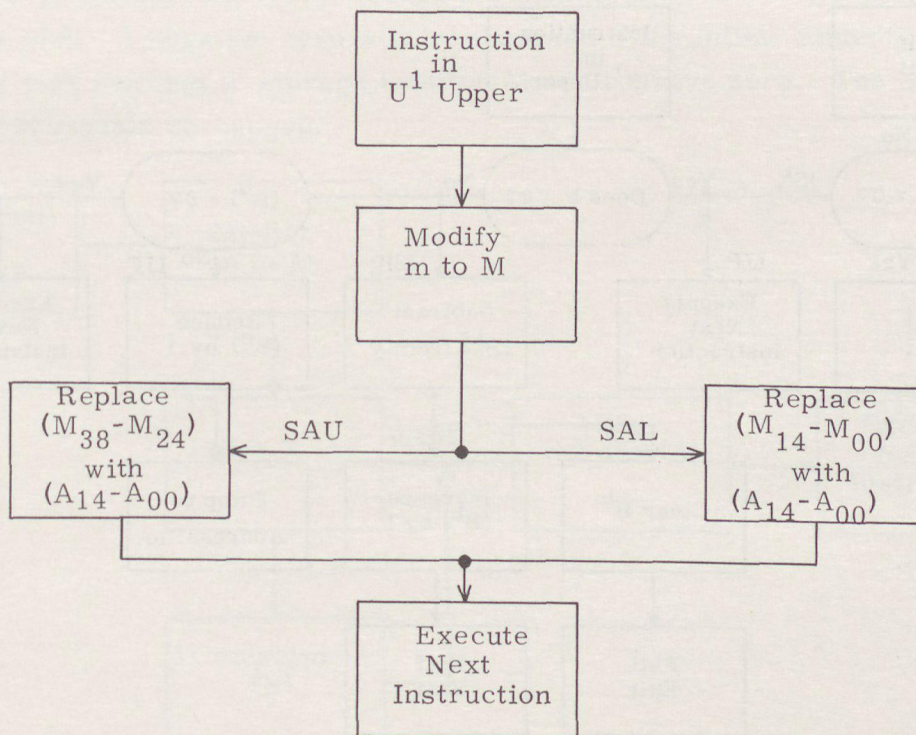 Instruction
in
U¹ Upper
Modify
m to M
Replace
(M₃₈-M₂₄)
with
(A₁₄-A₀₀)
SAU
SAL
Replace
(M₁₄-M₀₀)
with
(A₁₄-A₀₀)
Execute
Next
Instruction